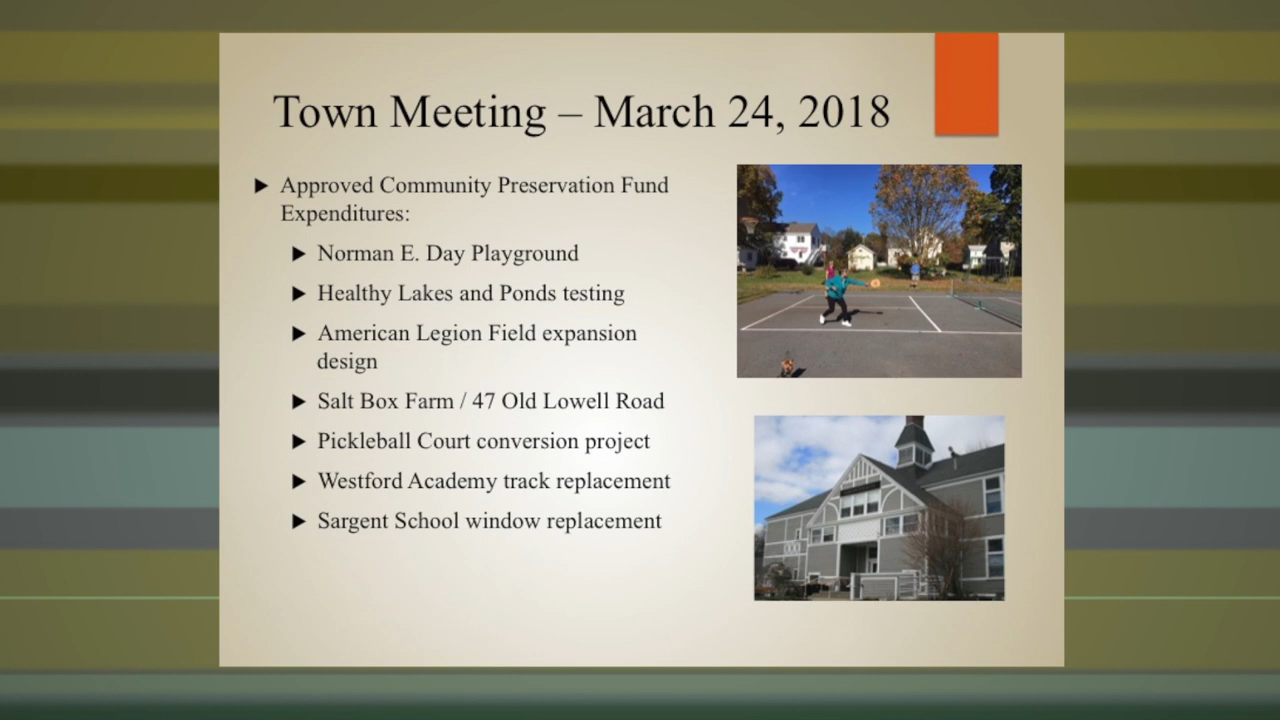 Town Meeting – March 24, 2018
Approved Community Preservation Fund
Expenditures:
Norman E. Day Playground
Healthy Lakes and Ponds testing
American Legion Field expansion
design
Salt Box Farm / 47 Old Lowell Road
Pickleball Court conversion project
Westford Academy track replacement
Sargent School window replacement